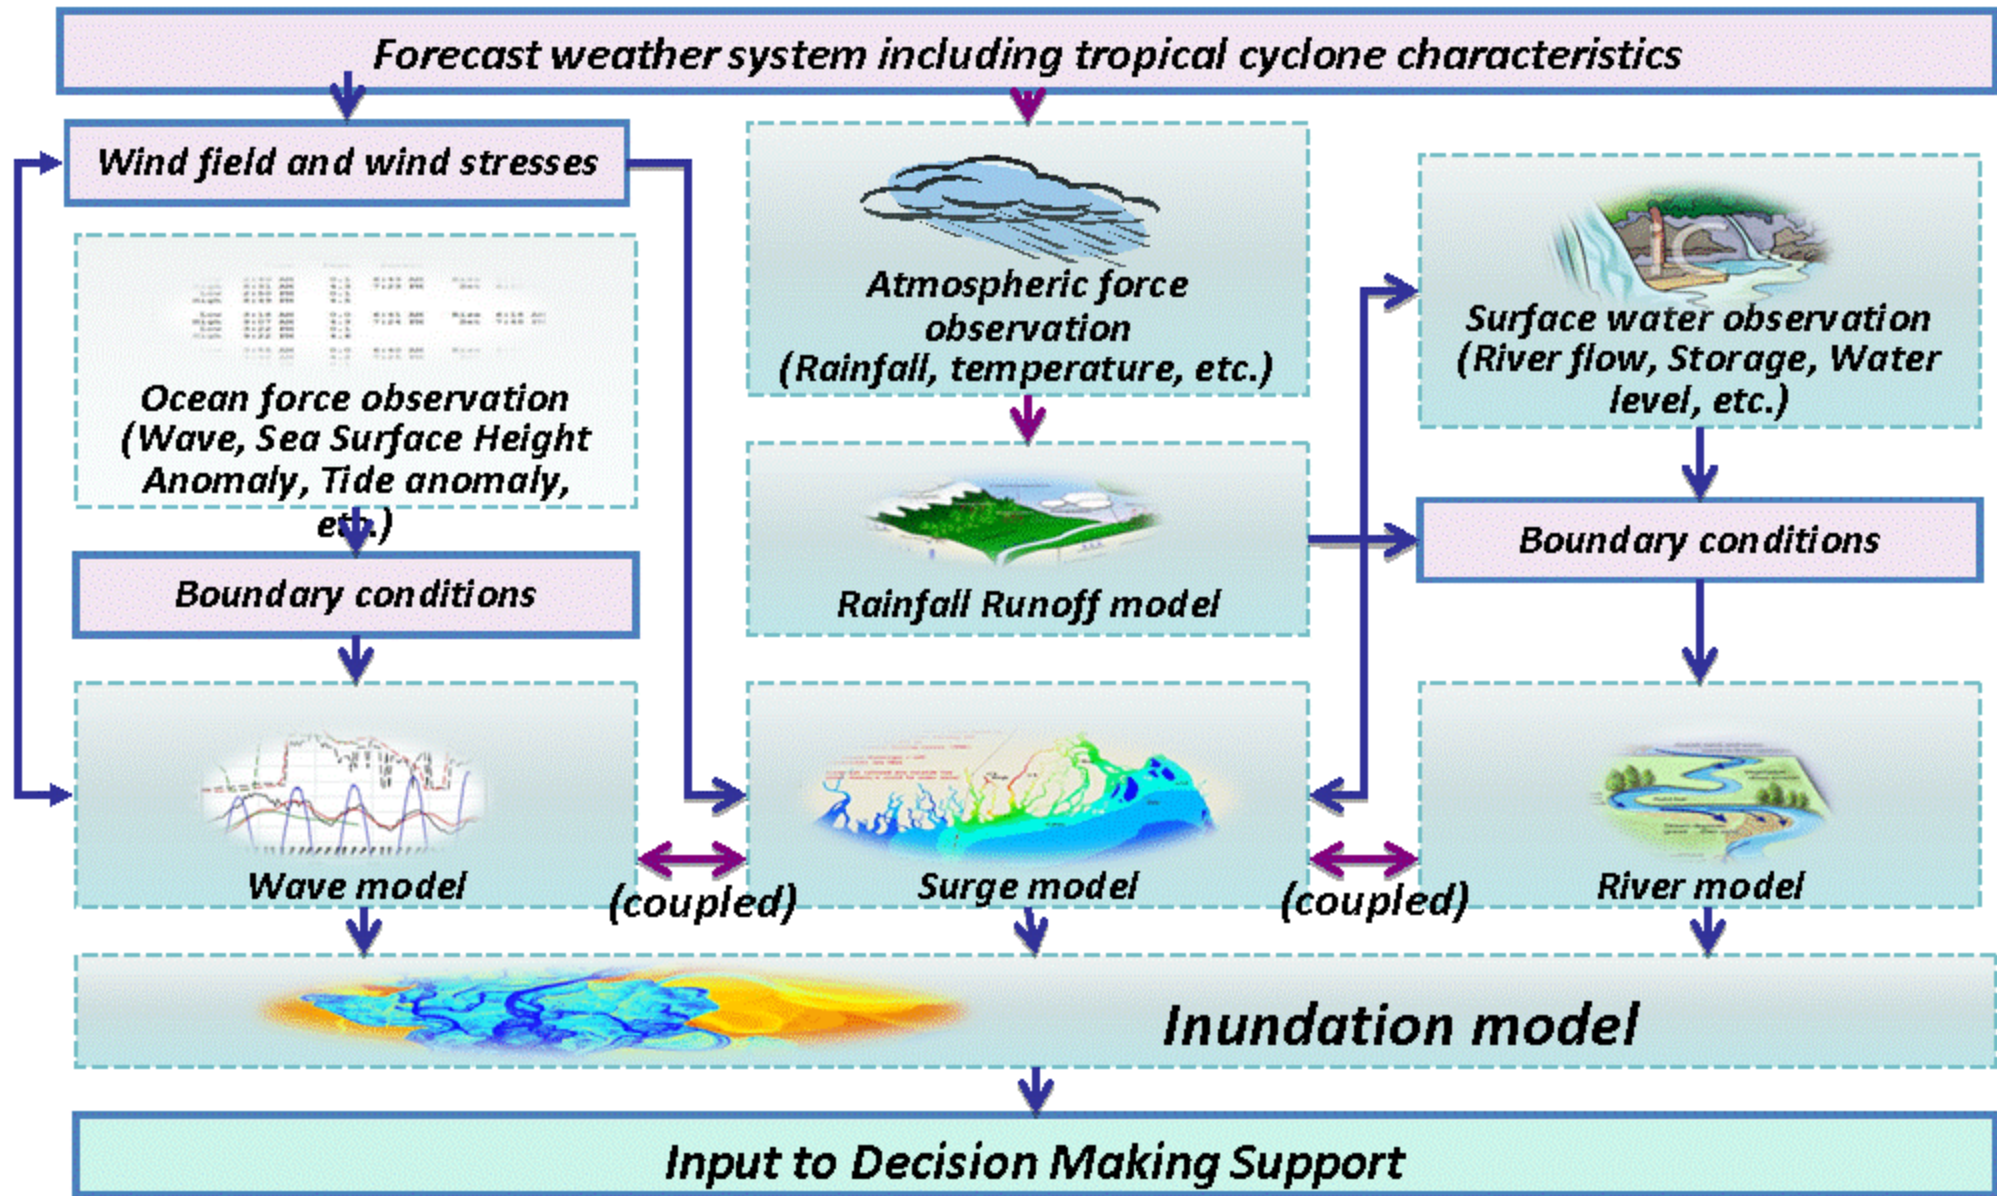 Forecast weather system including tropical cyclone characteristics
Wind field and wind stresses
Ocean force observation
(Wave, Sea Surface Height
Anomaly, Tide anomaly,
etc.)
Boundary conditions
Wave model
Atmospheric force
observation
(Rainfall, temperature, etc.)
Rainfall Runoff model
Surge model
Surface water observation
(River flow, Storage, Water
level, etc.)
Boundary conditions
River model
(coupled)
(coupled)
Inundation model
Input to Decision Making Support